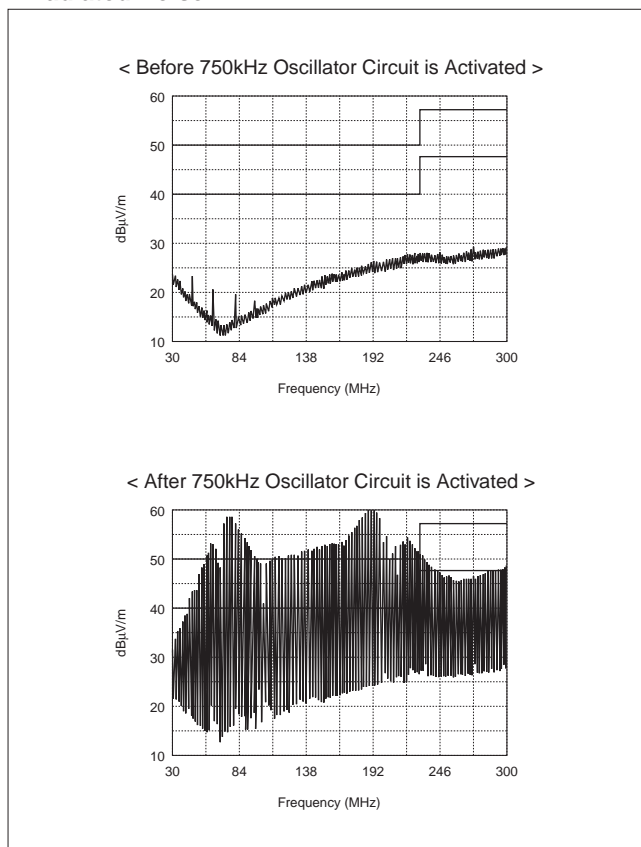 < Before 750kHz Oscillator Circuit is Activated >
60
50
40
30
20
10
dBµV/m
30 84 138 192 246 300
Frequency (MHz)
< After 750kHz Oscillator Circuit is Activated >
60
50
40
30
20
10
dBµV/m
30 84 138 192 246 300
Frequency (MHz)